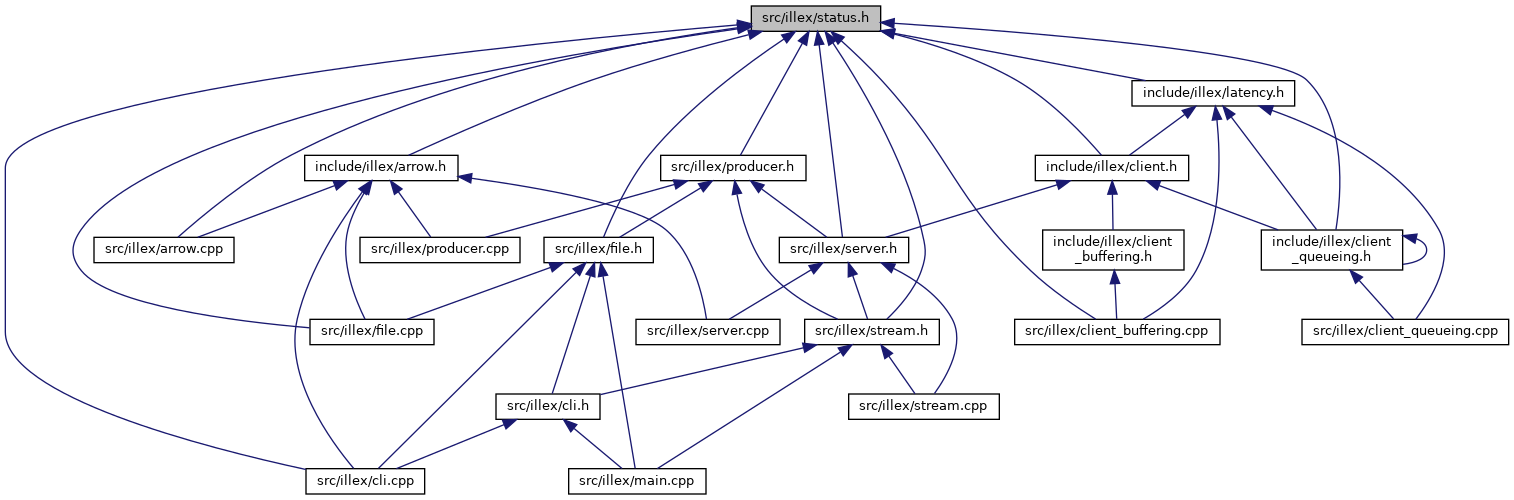 src/illex/status.h
include/illex/latency.h
include/illex/arrow.h
src/illex/producer.h
include/illex/client.h
src/illex/arrow.cpp
src/illex/producer.cpp
src/illex/file.h
src/illex/server.h
include/illex/client
_buffering.h
include/illex/client
_queueing.h
src/illex/file.cpp
src/illex/server.cpp
src/illex/stream.h
src/illex/client_buffering.cpp
src/illex/client_queueing.cpp
src/illex/cli.h
src/illex/stream.cpp
src/illex/cli.cpp
src/illex/main.cpp